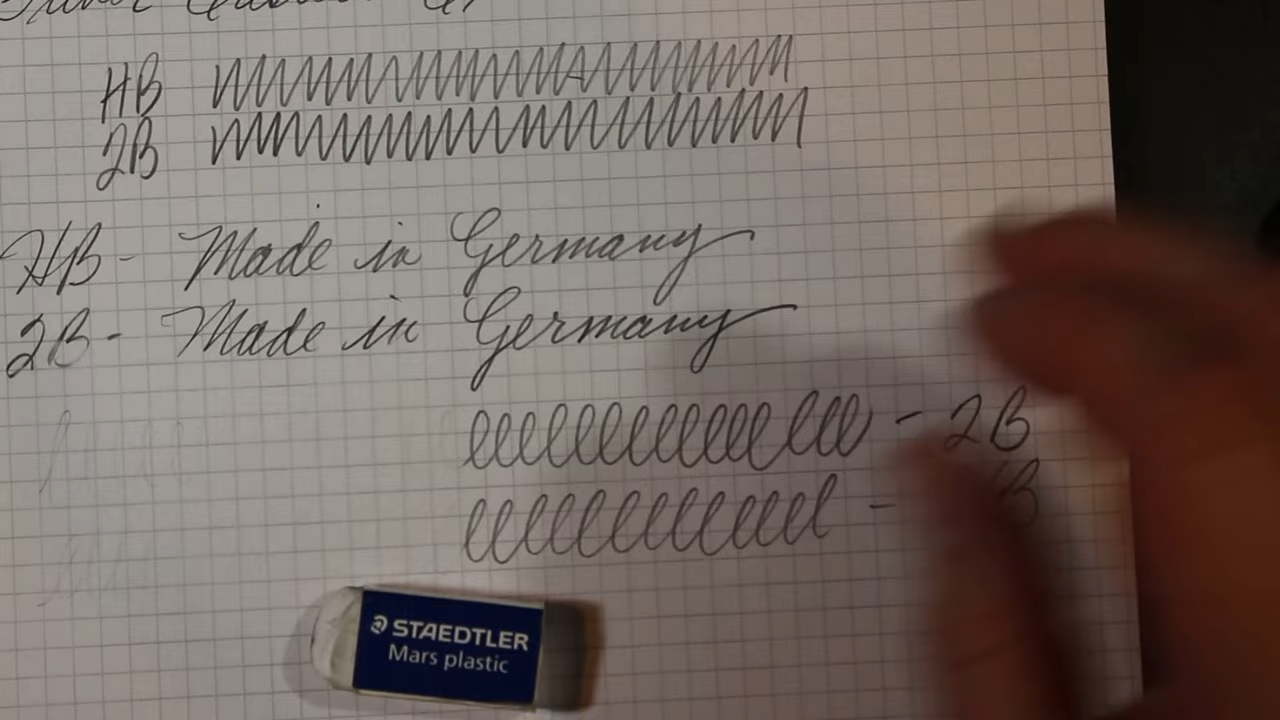 HB
2B
HB - Made in Germany
2B - Made in Germany
- 2B
-
STAEDTLER
Mars plastic